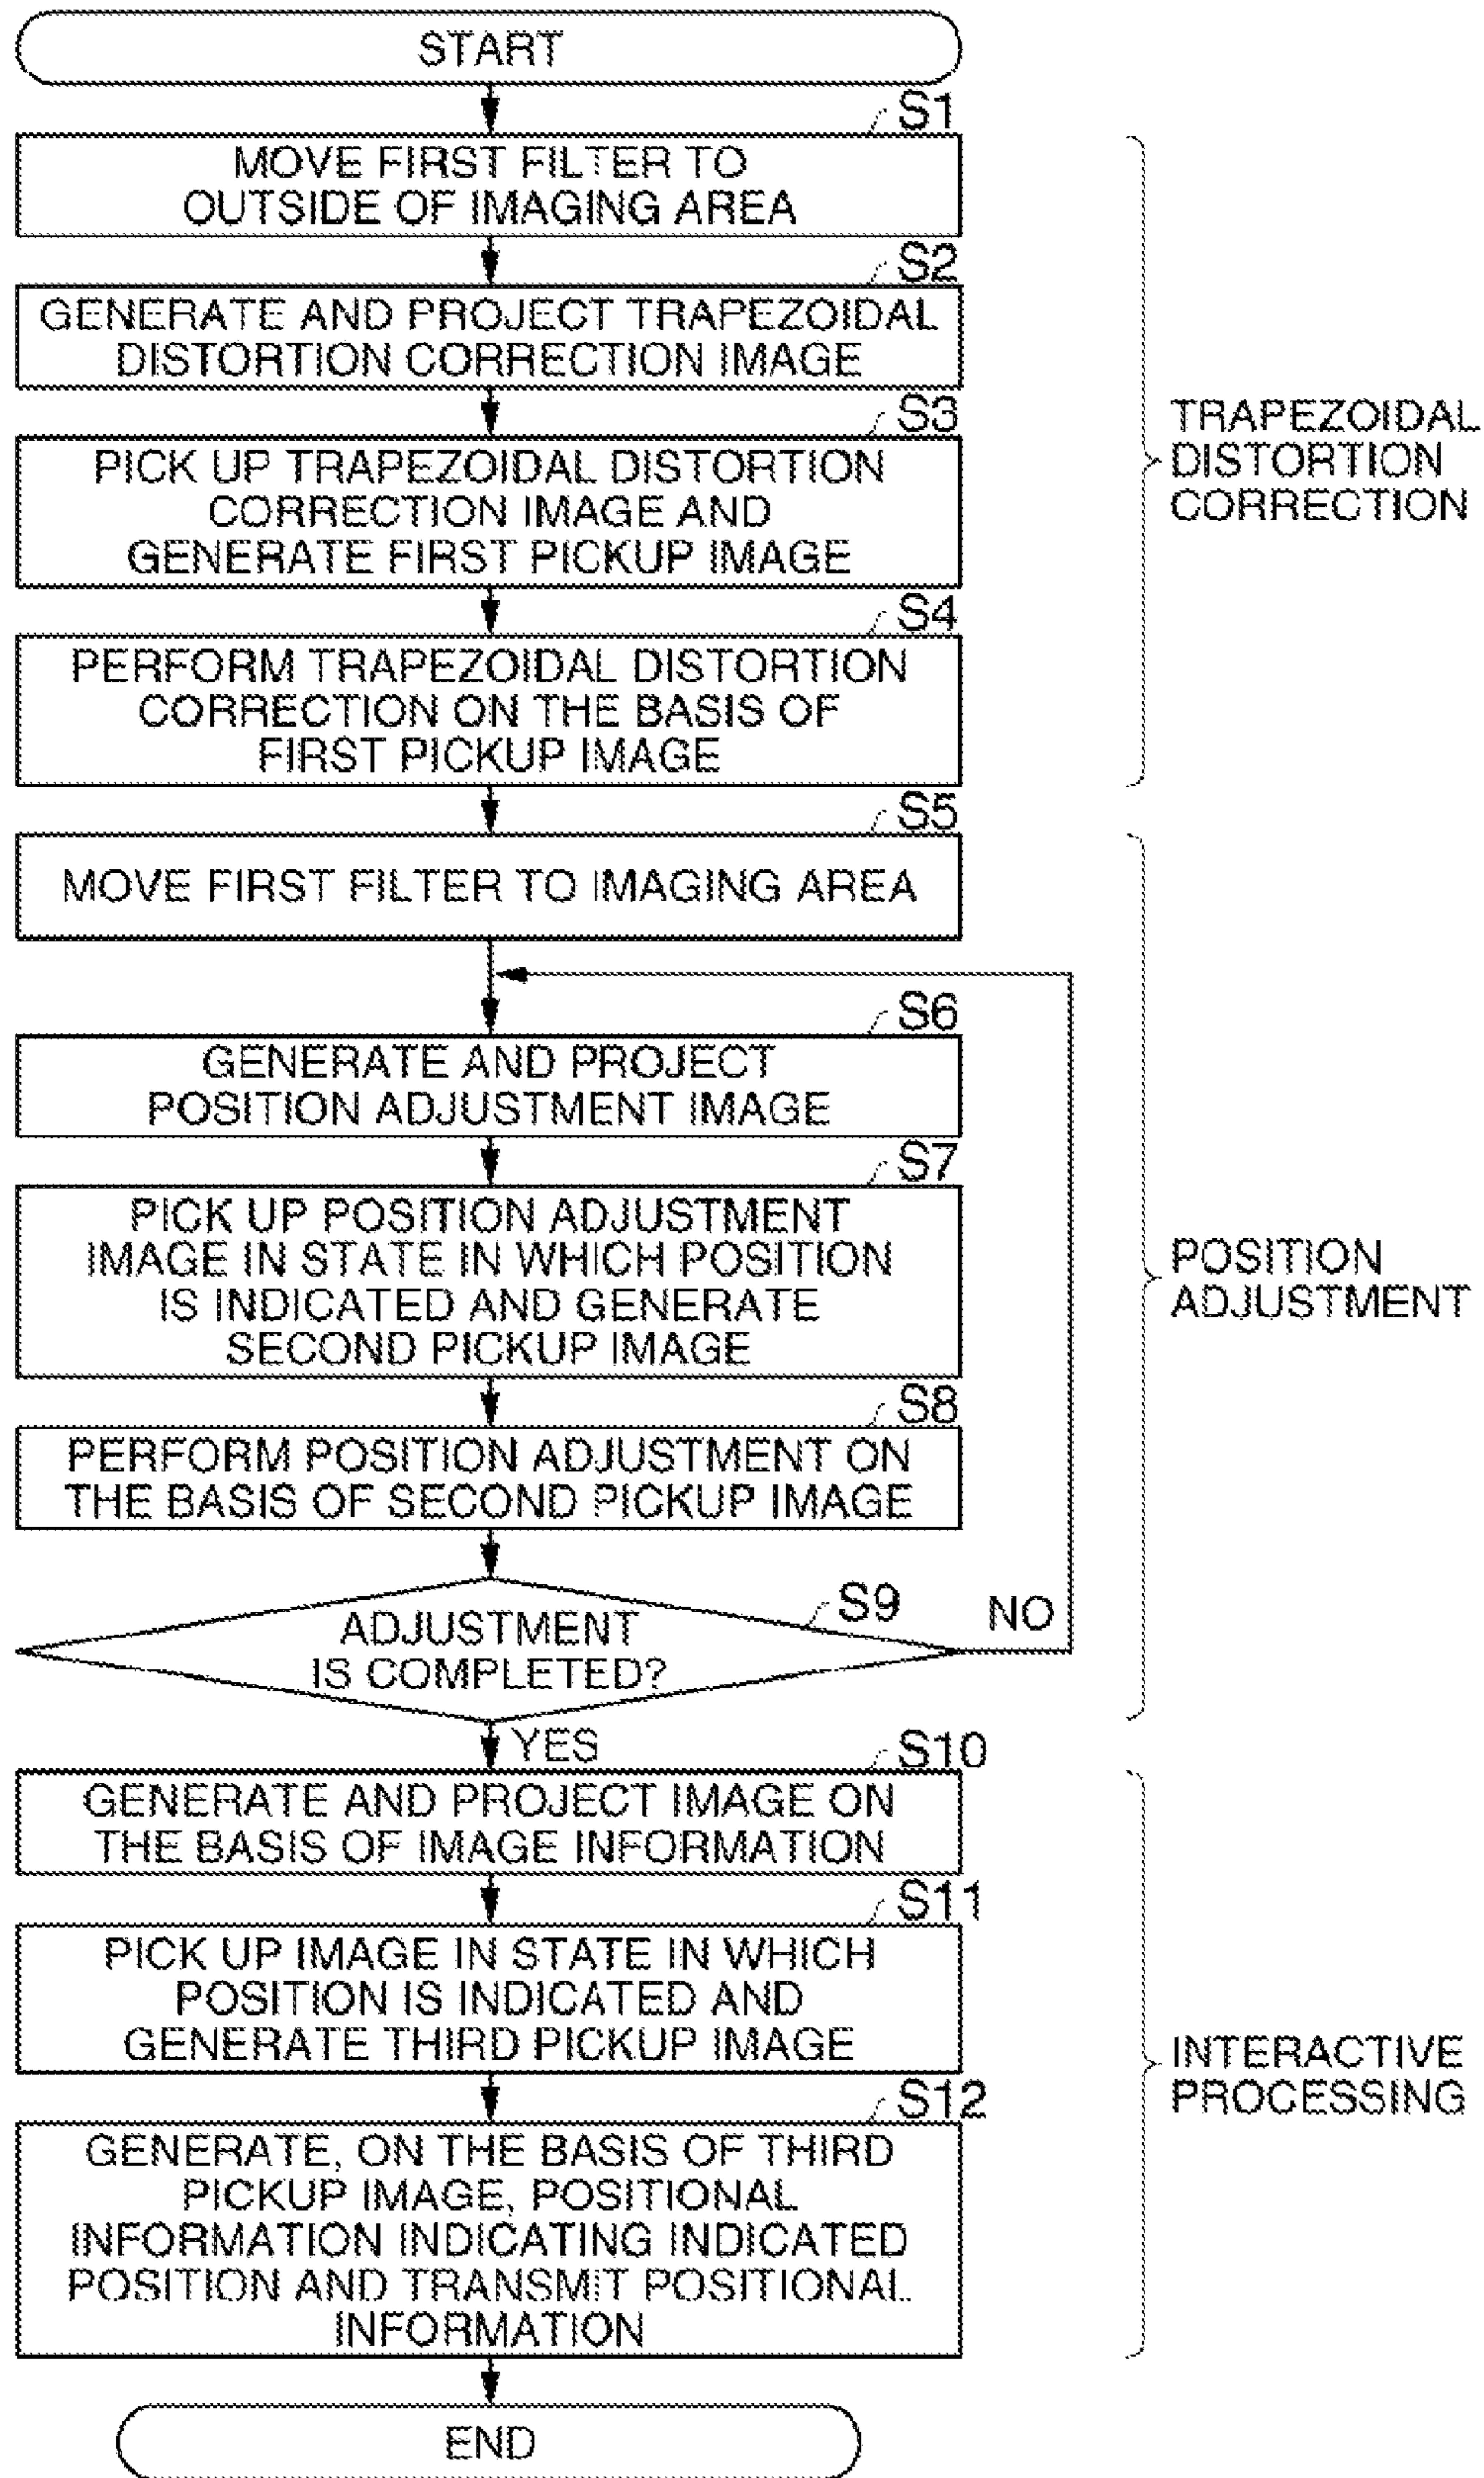 START
S1
MOVE FIRST FILTER TO
OUTSIDE OF IMAGING AREA
S2
GENERATE AND PROJECT TRAPEZOIDAL
DISTORTION CORRECTION IMAGE
S3
PICK UP TRAPEZOIDAL DISTORTION
CORRECTION IMAGE AND
GENERATE FIRST PICKUP IMAGE
S4
PERFORM TRAPEZOIDAL DISTORTION
CORRECTION ON THE BASIS OF
FIRST PICKUP IMAGE
TRAPEZOIDAL
DISTORTION
CORRECTION
S5
MOVE FIRST FILTER TO IMAGING AREA
S6
GENERATE AND PROJECT
POSITION ADJUSTMENT IMAGE
S7
PICK UP POSITION ADJUSTMENT
IMAGE IN STATE IN WHICH POSITION
IS INDICATED AND GENERATE
SECOND PICKUP IMAGE
S8
PERFORM POSITION ADJUSTMENT ON
THE BASIS OF SECOND PICKUP IMAGE
S9
ADJUSTMENT
IS COMPLETED?
NO
YES
POSITION
ADJUSTMENT
S10
GENERATE AND PROJECT IMAGE ON
THE BASIS OF IMAGE INFORMATION
S11
PICK UP IMAGE IN STATE IN WHICH
POSITION IS INDICATED AND
GENERATE THIRD PICKUP IMAGE
S12
GENERATE, ON THE BASIS OF THIRD
PICKUP IMAGE, POSITIONAL
INFORMATION INDICATING INDICATED
POSITION AND TRANSMIT POSITIONAL
INFORMATION
INTERACTIVE
PROCESSING
END